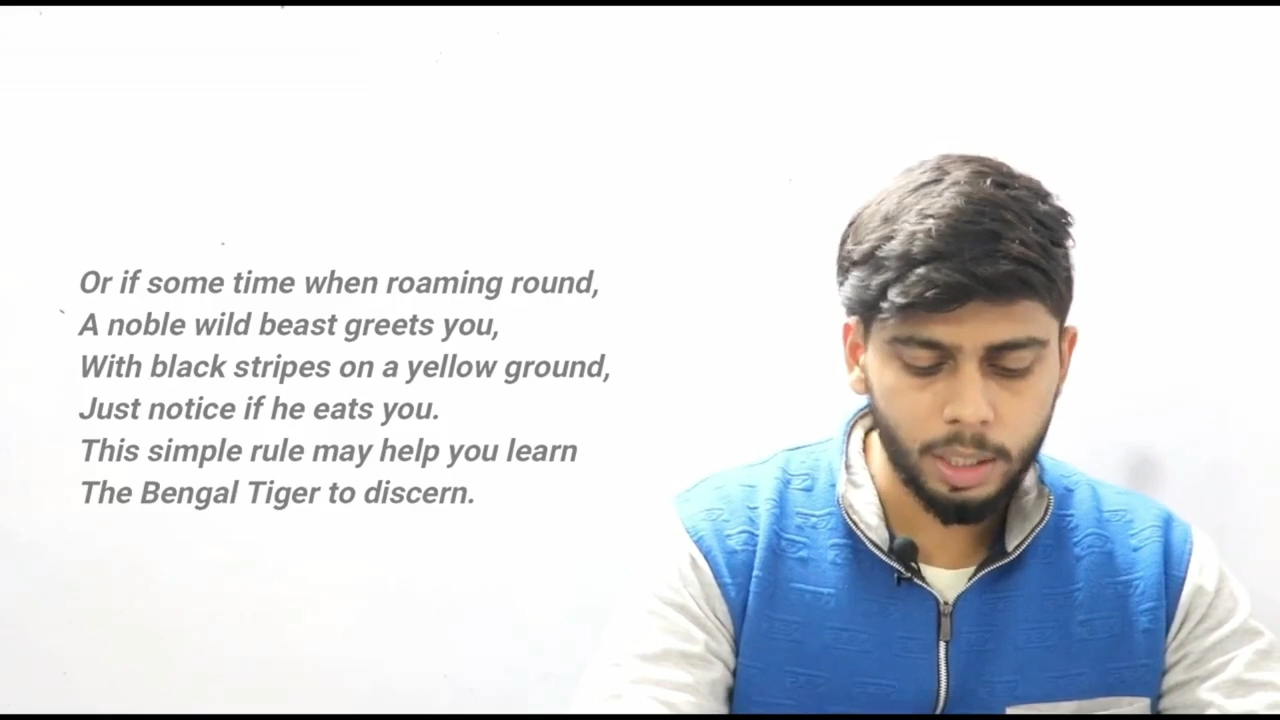 Or if some time when roaming round,
A noble wild beast greets you,
With black stripes on a yellow ground,
Just notice if he eats you.
This simple rule may help you learn
The Bengal Tiger to discern.